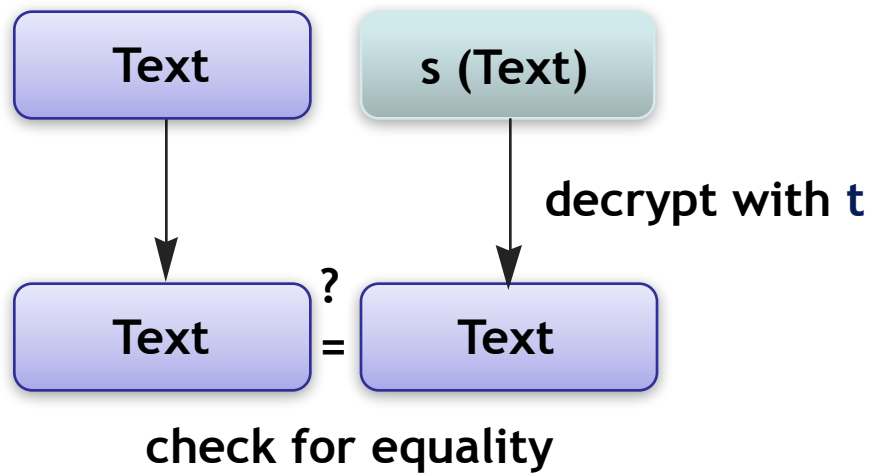 Text
s (Text)
decrypt with t
Text
?
=
Text
check for equality